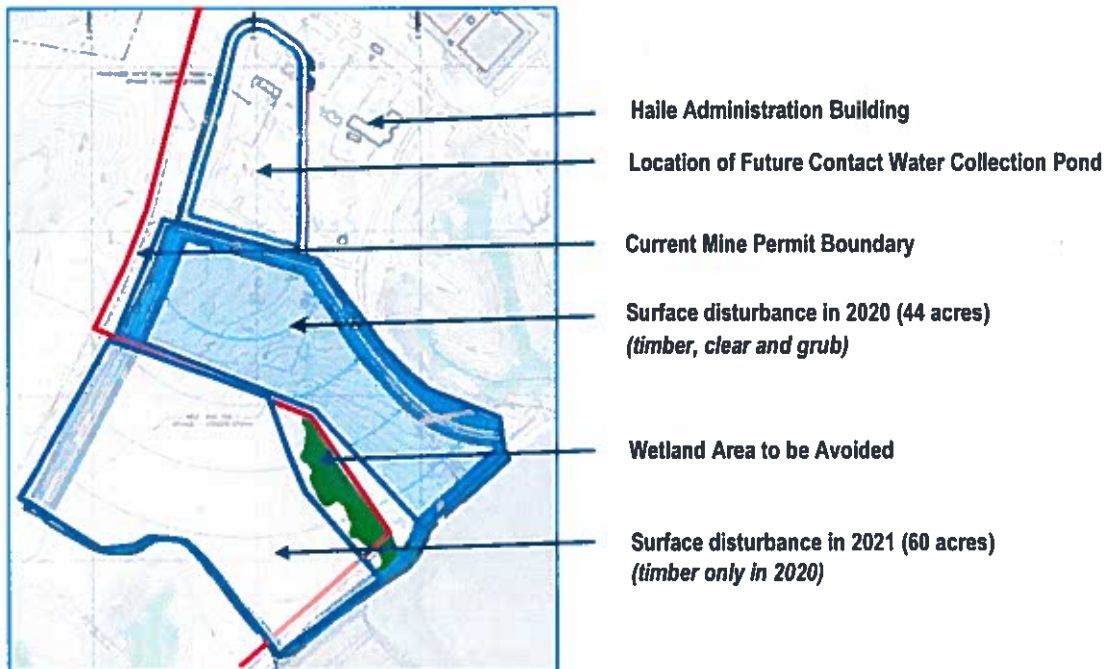 Haile Administration Building
Location of Future Contact Water Collection Pond
Current Mine Permit Boundary
Surface disturbance in 2020 (44 acres)
(timber, clear and grub)
Wetland Area to be Avoided
Surface disturbance in 2021 (60 acres)
(timber only in 2020)